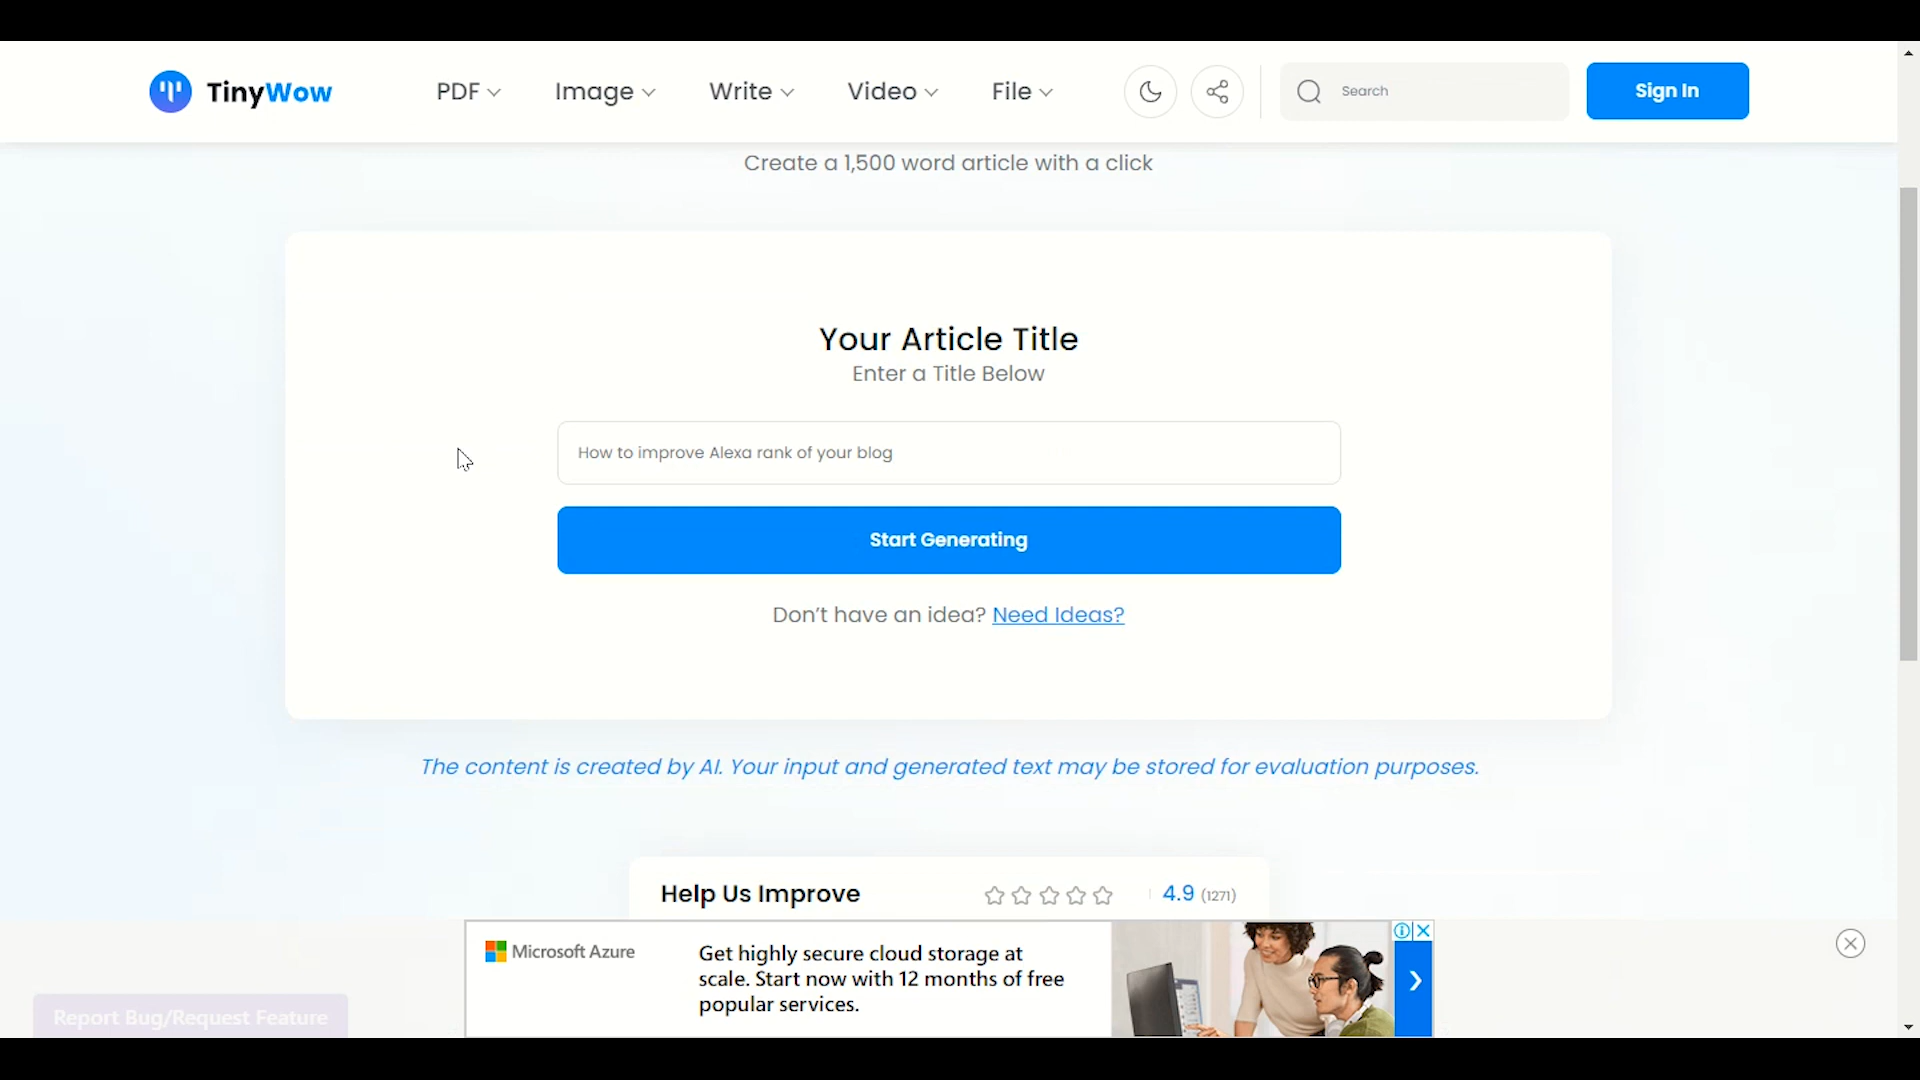 TinyWow
PDF
Image
Write
Video
File
Search
Sign In
Create a 1,500 word article with a click
Your Article Title
Enter a Title Below
How to improve Alexa rank of your blog
Start Generating
Don't have an idea? Need Ideas?
The content is created by AI. Your input and generated text may be stored for evaluation purposes.
Help Us Improve
4.9 (1271)
Microsoft Azure
Get highly secure cloud storage at
scale. Start now with 12 months of free
popular services.
Report Bug/Request Feature